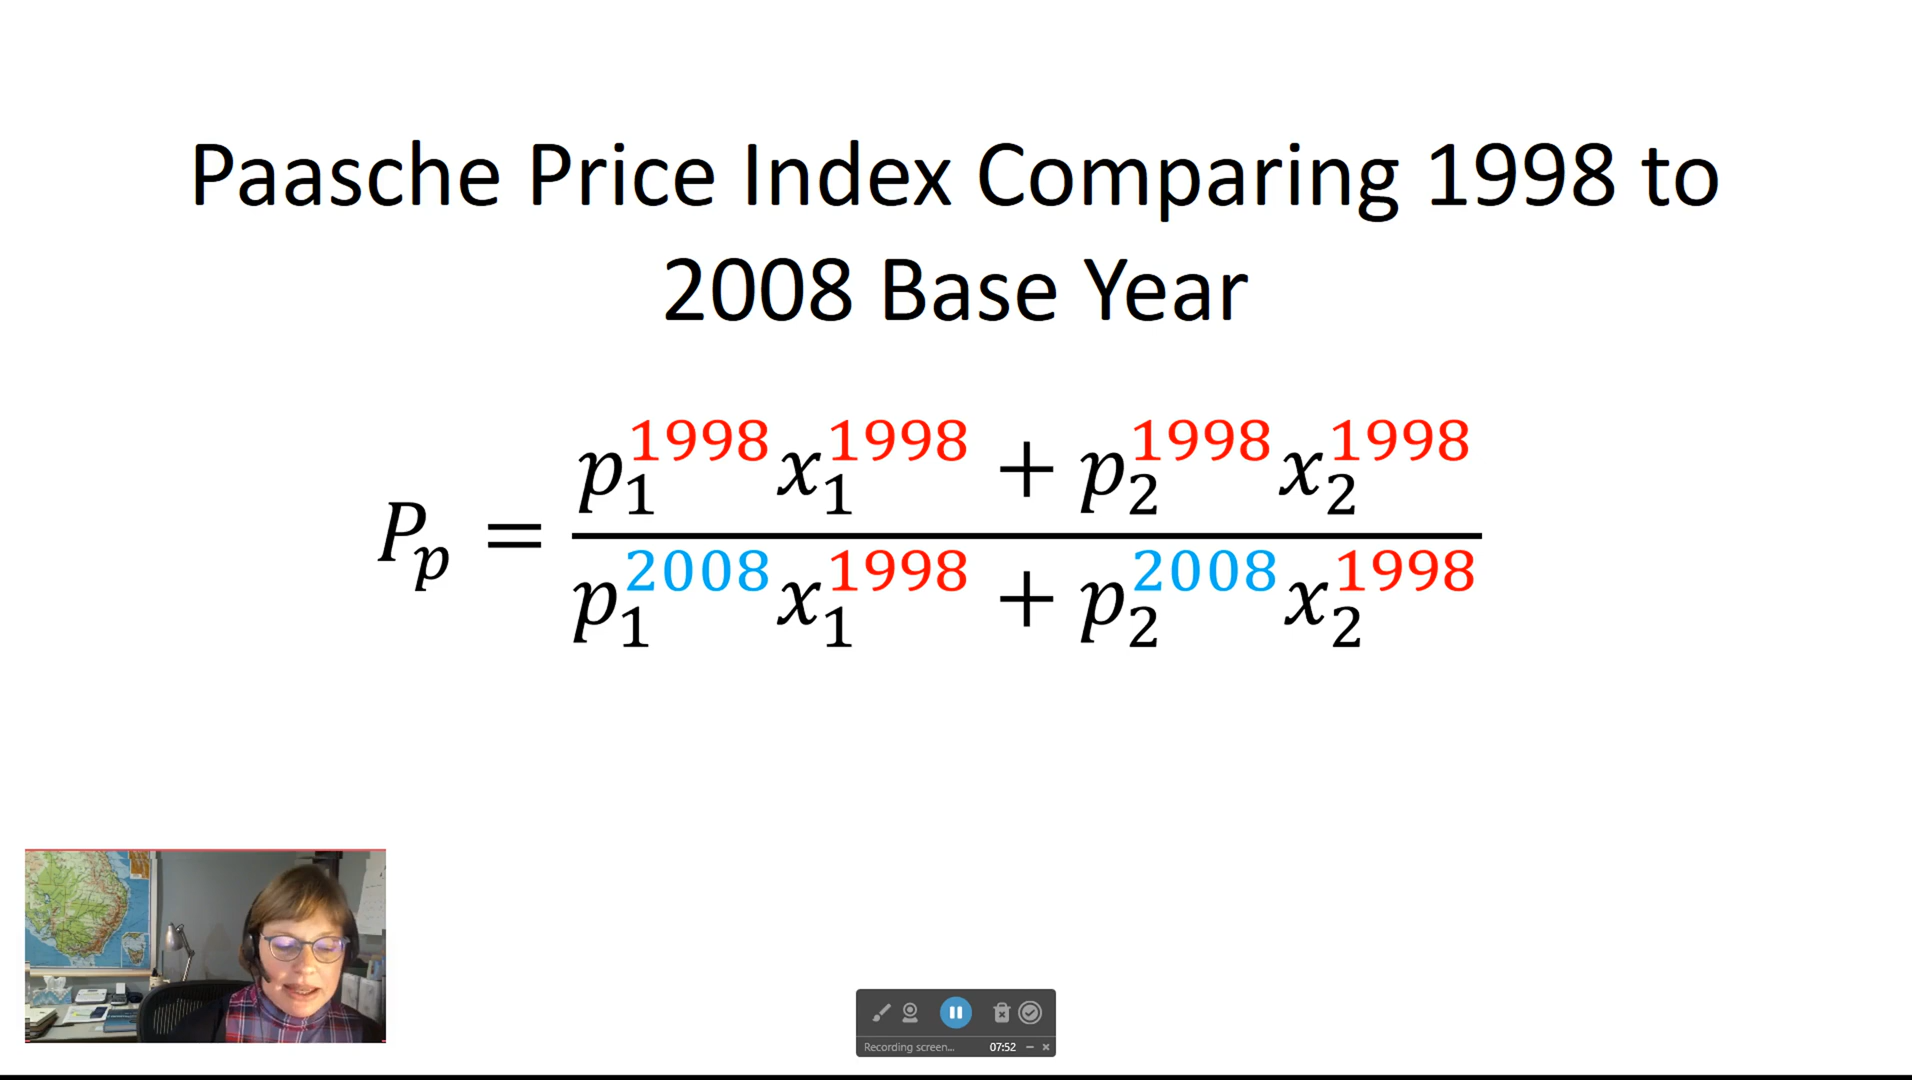 Paasche Price Index Comparing 1998 to
2008 Base Year
P_p = \frac{p_1^{1998} x_1^{1998} + p_2^{1998} x_2^{1998}}{p_1^{2008} x_1^{1998} + p_2^{2008} x_2^{1998}}
Recording screen... 07:52